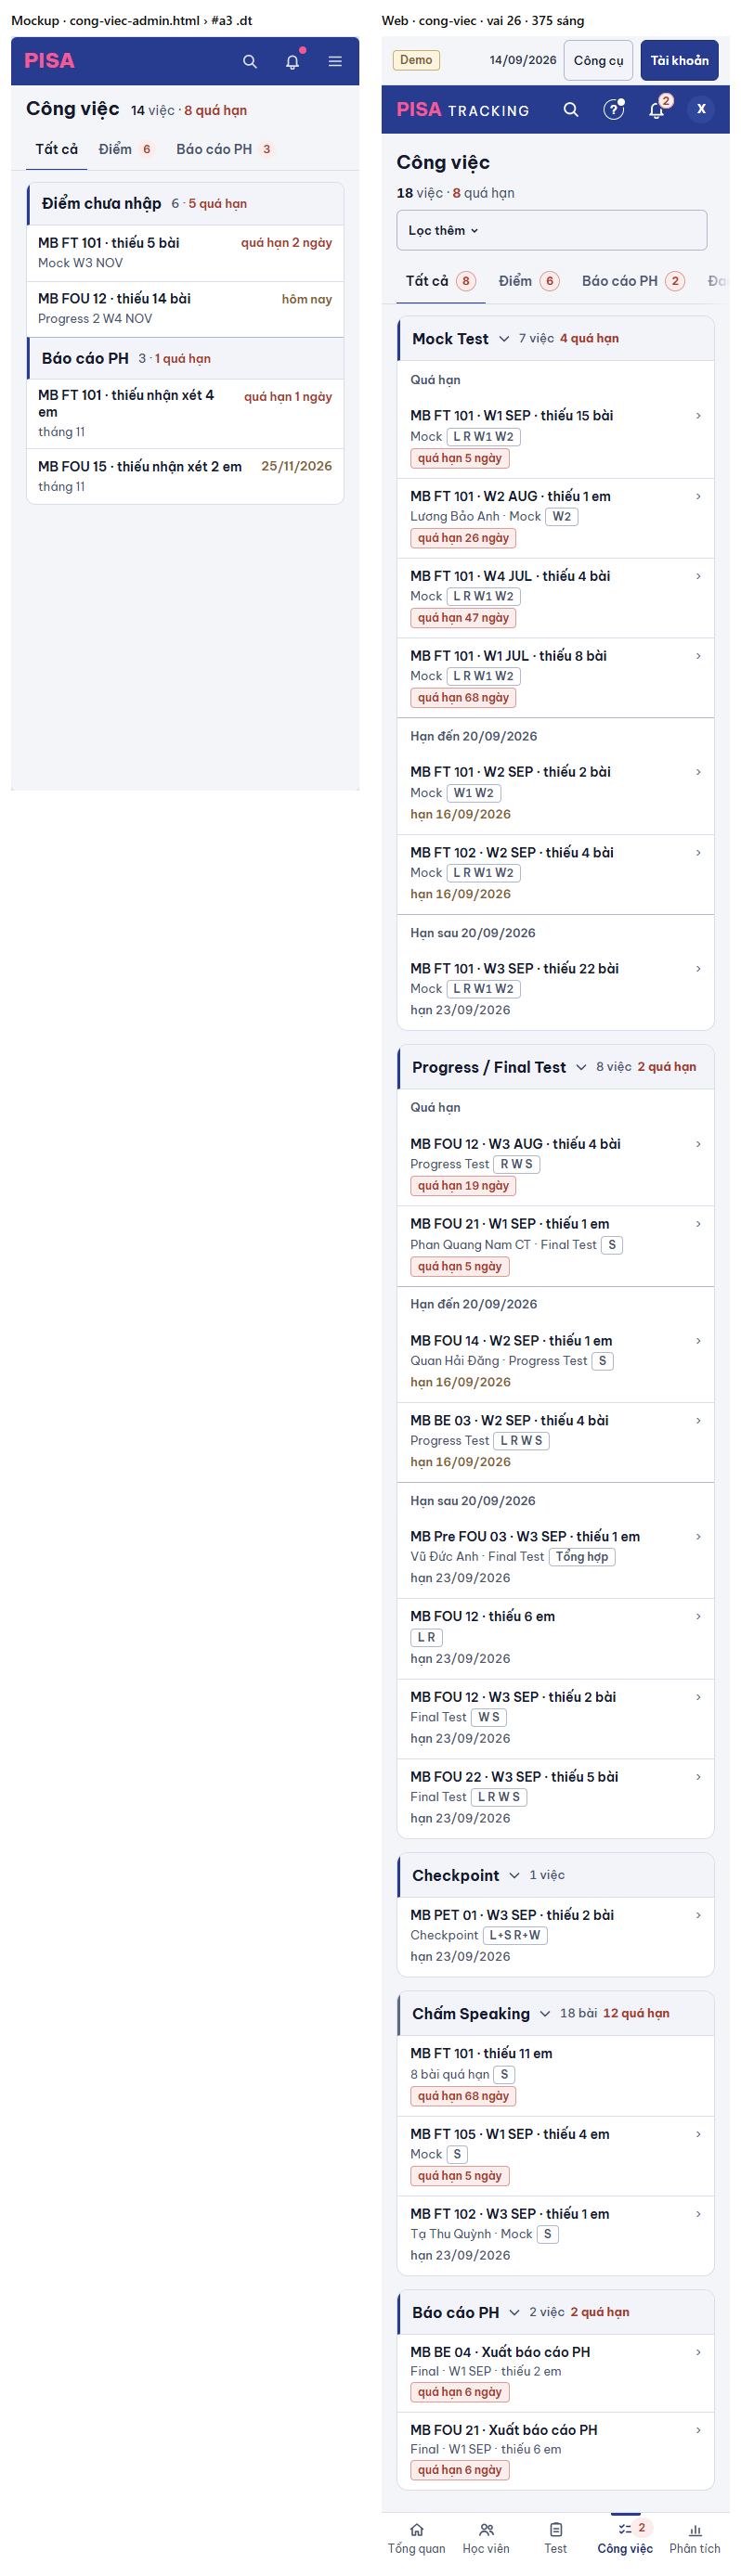 Mockup · cong-viec-admin.html › #a3 .dt
PISA
Công việc 14 việc · 8 quá hạn
Tất cả Điểm 6 Báo cáo PH 3
Điểm chưa nhập 6 · 5 quá hạn
MB FT 101 · thiếu 5 bài quá hạn 2 ngày
Mock W3 NOV
MB FOU 12 · thiếu 14 bài hôm nay
Progress 2 W4 NOV
Báo cáo PH 3 · 1 quá hạn
MB FT 101 · thiếu nhận xét 4 em quá hạn 1 ngày
tháng 11
MB FOU 15 · thiếu nhận xét 2 em 25/11/2026
tháng 11
Web · cong-viec · vai 26 · 375 sáng
Demo 14/09/2026 Công cụ Tài khoản
PISA TRACKING ? 2 X
Công việc
18 việc · 8 quá hạn
Lọc thêm
Tất cả 8 Điểm 6 Báo cáo PH 2
Mock Test 7 việc 4 quá hạn
Quá hạn
MB FT 101 · W1 SEP · thiếu 15 bài
Mock L R W1 W2
quá hạn 5 ngày
MB FT 101 · W2 AUG · thiếu 1 em
Lương Bảo Anh · Mock W2
quá hạn 26 ngày
MB FT 101 · W4 JUL · thiếu 4 bài
Mock L R W1 W2
quá hạn 47 ngày
MB FT 101 · W1 JUL · thiếu 8 bài
Mock L R W1 W2
quá hạn 68 ngày
Hạn đến 20/09/2026
MB FT 101 · W2 SEP · thiếu 2 bài
Mock W1 W2
hạn 16/09/2026
MB FT 102 · W2 SEP · thiếu 4 bài
Mock L R W1 W2
hạn 16/09/2026
Hạn sau 20/09/2026
MB FT 101 · W3 SEP · thiếu 22 bài
Mock L R W1 W2
hạn 23/09/2026
Progress / Final Test 8 việc 2 quá hạn
Quá hạn
MB FOU 12 · W3 AUG · thiếu 4 bài
Progress Test R W S
quá hạn 19 ngày
MB FOU 21 · W1 SEP · thiếu 1 em
Phan Quang Nam CT · Final Test S
quá hạn 5 ngày
Hạn đến 20/09/2026
MB FOU 14 · W2 SEP · thiếu 1 em
Quan Hải Đăng · Progress Test S
hạn 16/09/2026
MB BE 03 · W2 SEP · thiếu 4 bài
Progress Test L R W S
hạn 16/09/2026
Hạn sau 20/09/2026
MB Pre FOU 03 · W3 SEP · thiếu 1 em
Vũ Đức Anh · Final Test Tổng hợp
hạn 23/09/2026
MB FOU 12 · thiếu 6 em
L R
hạn 23/09/2026
MB FOU 12 · W3 SEP · thiếu 2 bài
Final Test W S
hạn 23/09/2026
MB FOU 22 · W3 SEP · thiếu 5 bài
Final Test L R W S
hạn 23/09/2026
Checkpoint 1 việc
MB PET 01 · W3 SEP · thiếu 2 bài
Checkpoint L+S R+W
hạn 23/09/2026
Chấm Speaking 18 bài 12 quá hạn
MB FT 101 · thiếu 11 em
8 bài quá hạn S
quá hạn 68 ngày
MB FT 105 · W1 SEP · thiếu 4 em
Mock S
quá hạn 5 ngày
MB FT 102 · W3 SEP · thiếu 1 em
Tạ Thu Quỳnh · Mock S
hạn 23/09/2026
Báo cáo PH 2 việc 2 quá hạn
MB BE 04 · Xuất báo cáo PH
Final · W1 SEP · thiếu 2 em
quá hạn 6 ngày
MB FOU 21 · Xuất báo cáo PH
Final · W1 SEP · thiếu 6 em
quá hạn 6 ngày
2
Tổng quan Học viên Test Công việc Phân tích